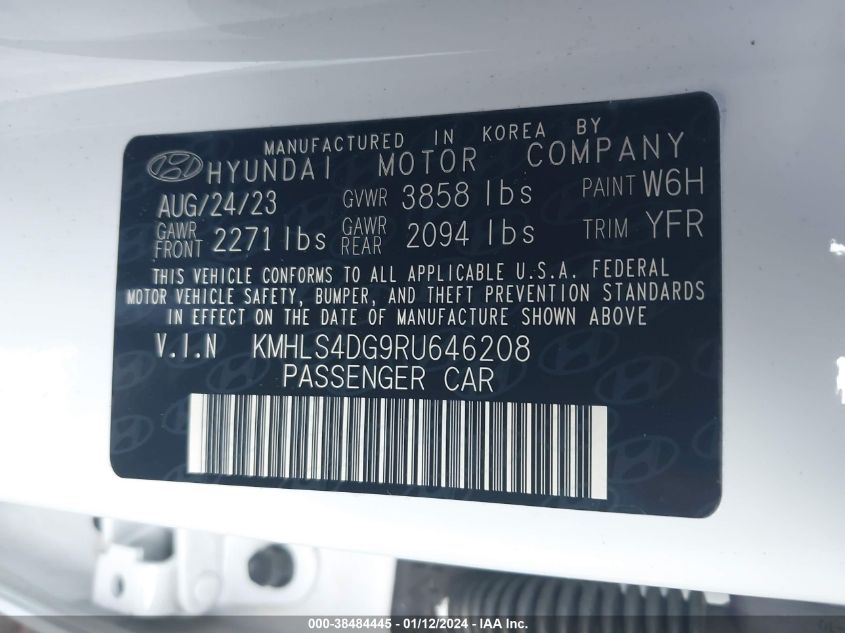 MANUFACTURED IN KOREA BY
HYUNDAI MOTOR COMPANY
AUG/24/23 GVWR 3858 lbs PAINT W6H
GAWR FRONT 2271 lbs GAWR REAR 2094 lbs TRIM YFR
THIS VEHICLE CONFORMS TO ALL APPLICABLE U.S.A. FEDERAL
MOTOR VEHICLE SAFETY, BUMPER, AND THEFT PREVENTION STANDARDS
IN EFFECT ON THE DATE OF MANUFACTURE SHOWN ABOVE
V.I.N KMHLS4DG9RU646208
PASSENGER CAR
000-38484445 - 01/12/2024 - IAA Inc.